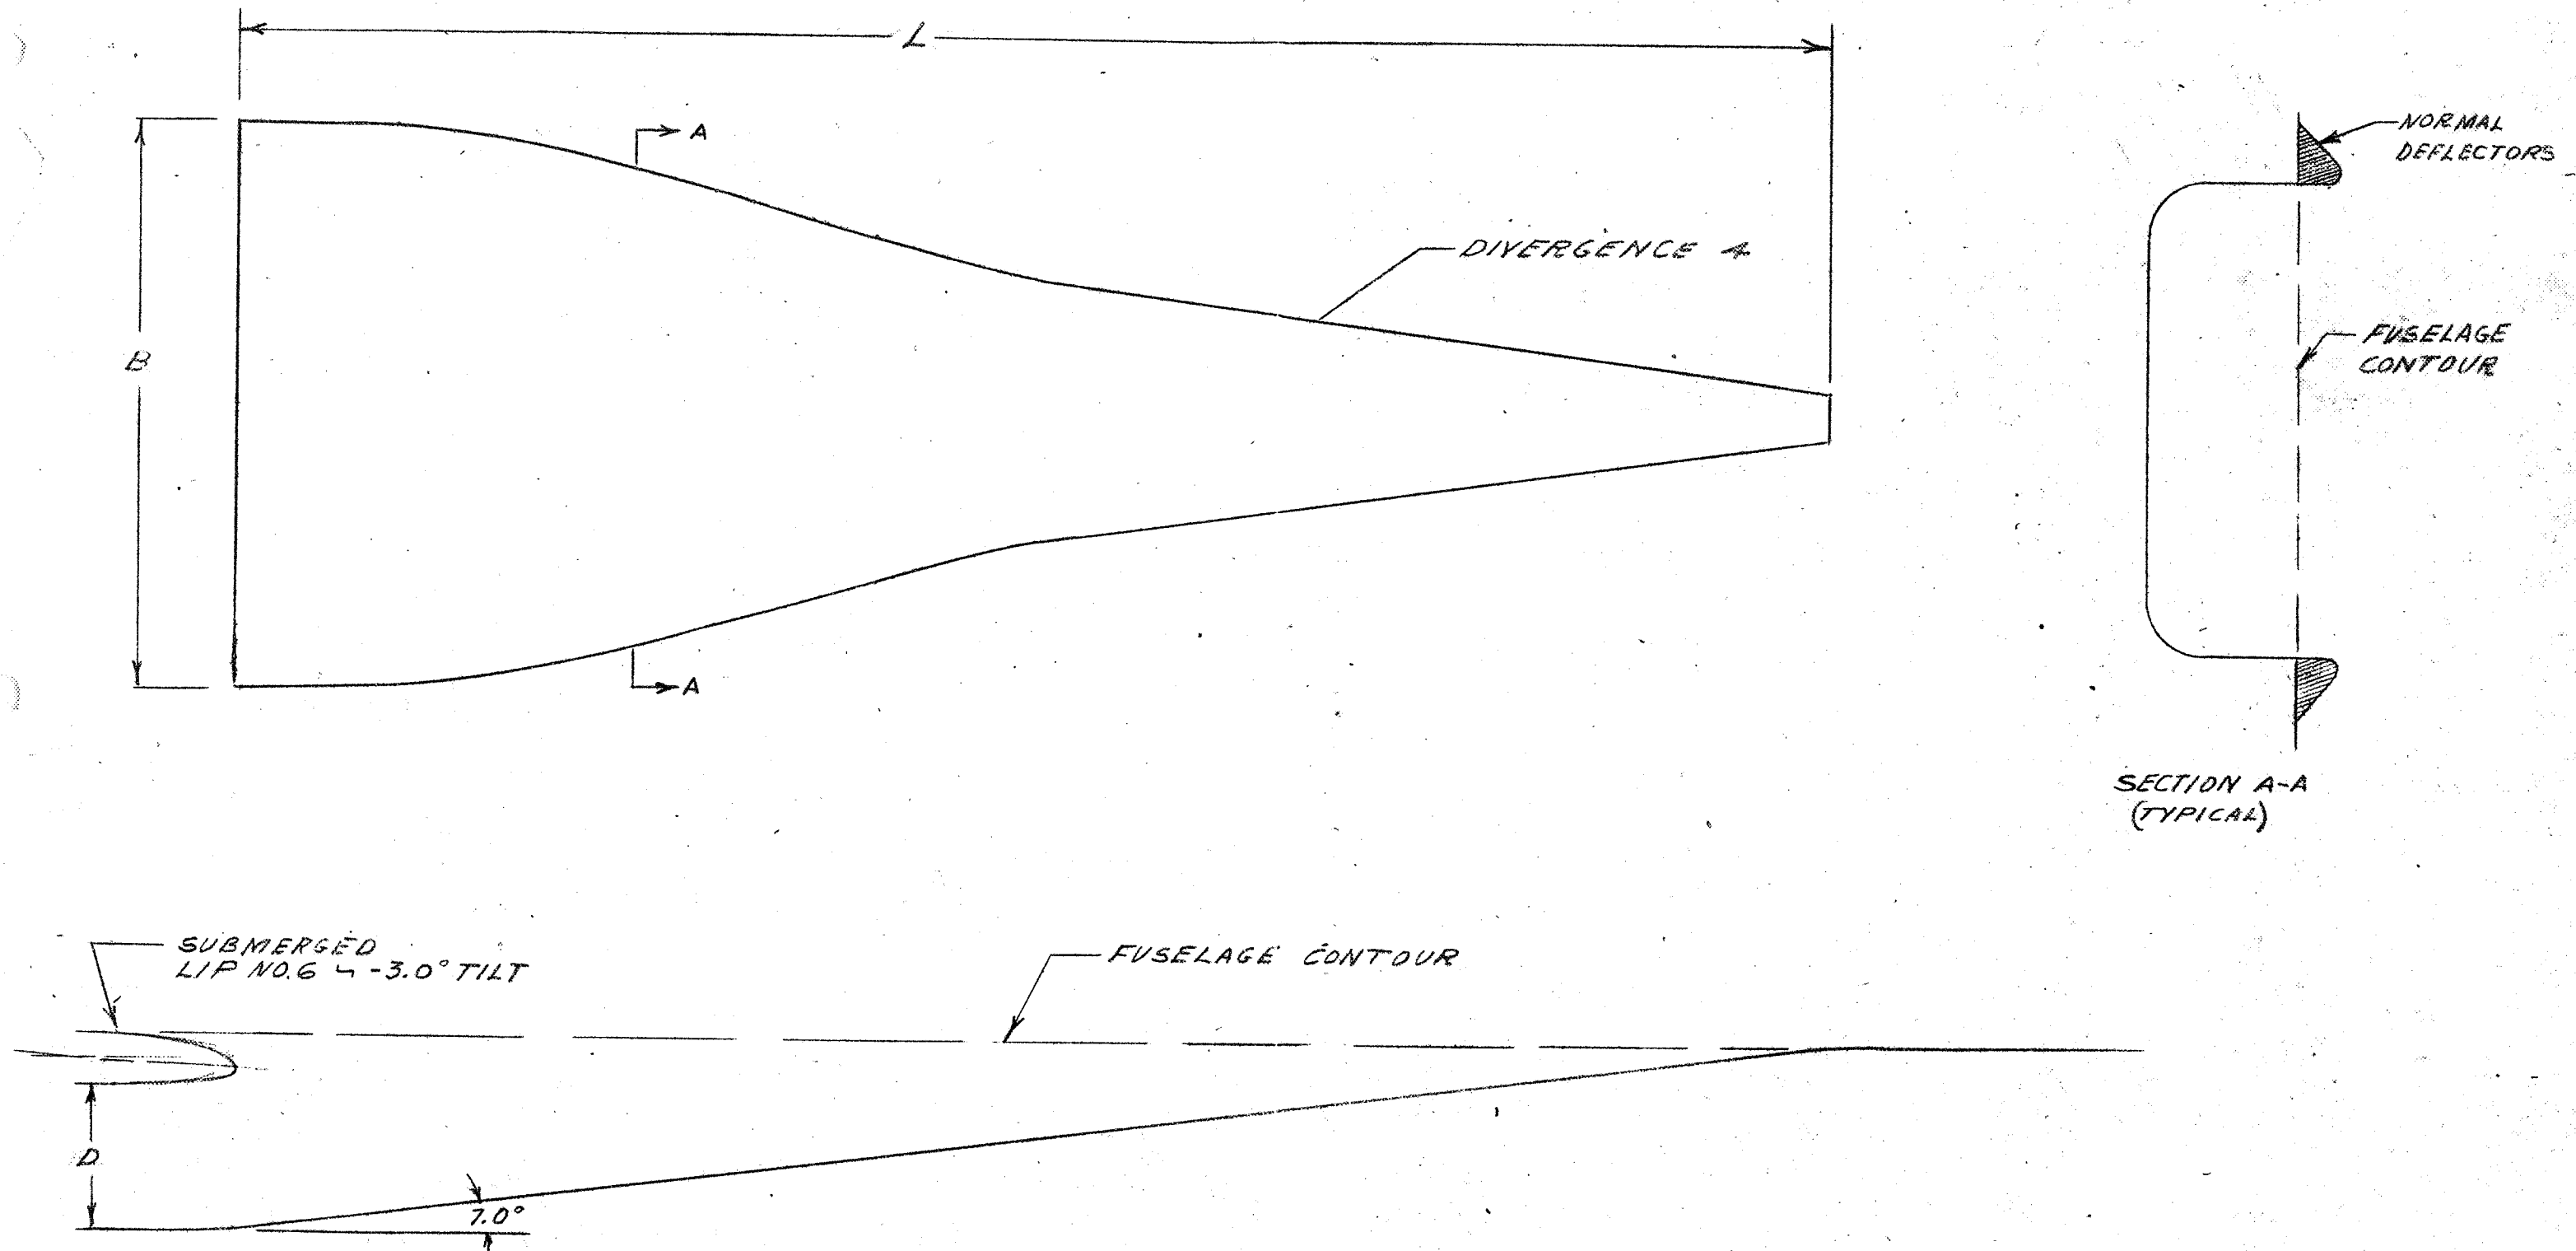 L
A
NORMAL
DEFLECTORS
DIVERGENCE 4
B
FUSELAGE
CONTOUR
A
SECTION A-A
(TYPICAL)
SUBMERGED
LIP NO.6 -3.0° TILT
FUSELAGE CONTOUR
D
7.0°